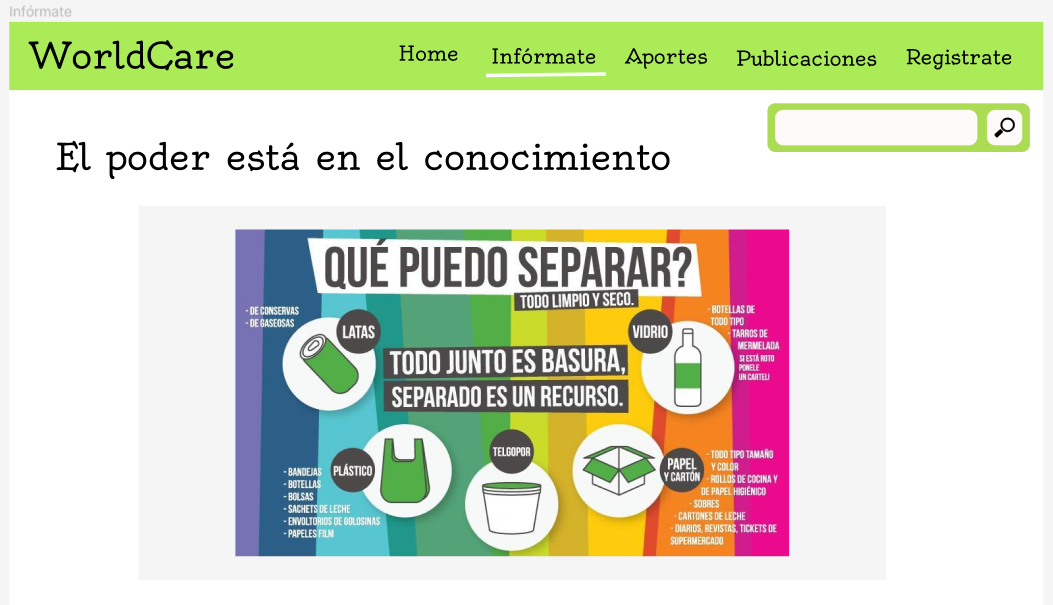 Infórmate
WorldCare
Home
Infórmate
Aportes
Publicaciones
Registrate
El poder está en el conocimiento
QUÉ PUEDO SEPARAR?
TODO LIMPIO Y SECO.
- DE CONSERVAS
- DE GASEOSAS
LATAS
VIDRIO
- BOTELLAS DE
TODO TIPO
- TARROS DE
MERMELADA
SI ESTÁ ROTO
PONELE
UN CARTEL!
TODO JUNTO ES BASURA,
SEPARADO ES UN RECURSO.
PLÁSTICO
- BANDEJAS
- BOTELLAS
- BOLSAS
- SACHETS DE LECHE
- ENVOLTORIOS DE GOLOSINAS
- PAPELES FILM
TELGOPOR
PAPEL
Y CARTÓN
- TODO TIPO TAMAÑO
Y COLOR
- ROLLOS DE COCINA Y
DE PAPEL HIGIÉNICO
- SOBRES
- CARTONES DE LECHE
- DIARIOS, REVISTAS, TICKETS DE
SUPERMERCADO